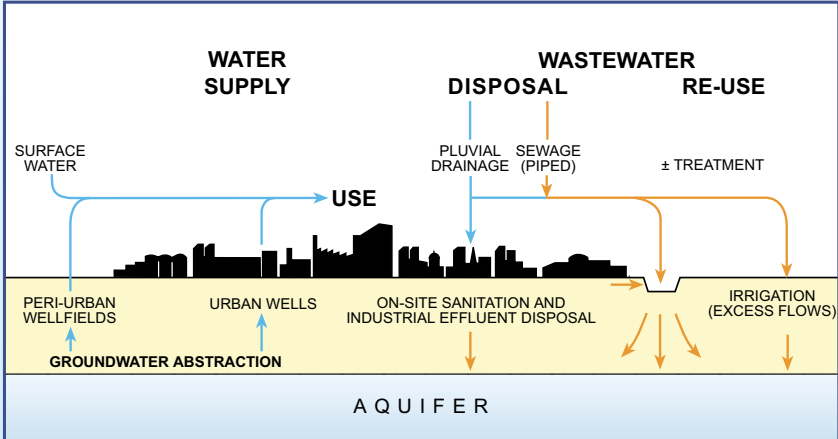 WATER
SUPPLY
WASTEWATER
DISPOSAL
RE-USE
SURFACE
WATER
PLUVIAL
DRAINAGE
SEWAGE
(PIPED)
± TREATMENT
USE
PERI-URBAN
WELLFIELDS
URBAN WELLS
ON-SITE SANITATION AND
INDUSTRIAL EFFLUENT DISPOSAL
IRRIGATION
(EXCESS FLOWS)
GROUNDWATER ABSTRACTION
AQUIFER